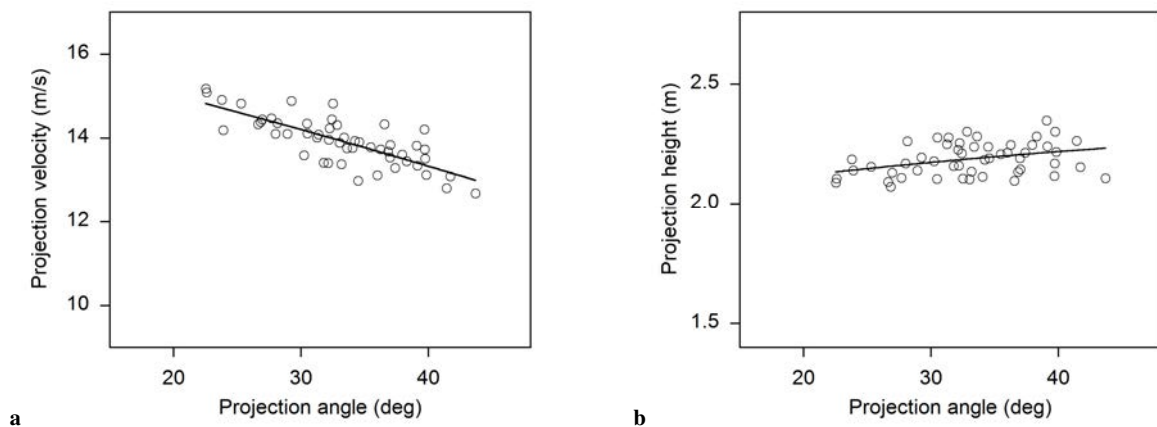 Projection velocity (m/s)
16
14
12
10
20 30 40
Projection angle (deg)
a
Projection height (m)
2.5
2.0
1.5
20 30 40
Projection angle (deg)
b